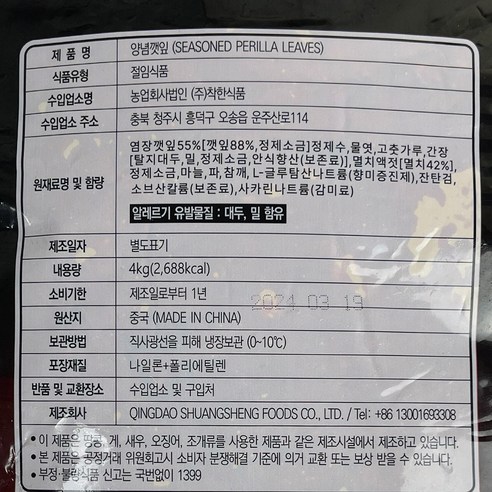 제 품 명 양념깻잎 (SEASONED PERILLA LEAVES)
식품유형 절임식품
수입업소명 농업회사법인 (주)착한식품
수입업소 주소 충북 청주시 흥덕구 오송읍 운주산로114
원재료명 및 함량
염장깻잎55%[깻잎88%,정제소금]정제수,물엿,고춧가루,간장
[탈지대두,밀,정제소금,안식향산(보존료)],멸치액젓[멸치42%],
정제소금,마늘,파,참깨,L-글루탐산나트륨(향미증진제),잔탄검,
소브산칼륨(보존료),사카린나트륨(감미료)
알레르기 유발물질 : 대두, 밀 함유
제조일자 별도표기
내용량 4kg(2,688kcal)
소비기한 제조일로부터 1년
2024 03 19
원산지 중국 (MADE IN CHINA)
보관방법 직사광선을 피해 냉장보관 (0~10℃)
포장재질 나일론+폴리에틸렌
반품 및 교환장소 수입업소 및 구입처
제조회사 QINGDAO SHUANGSHENG FOODS CO., LTD. / Tel: +86 13001693308
• 이 제품은 땅콩, 게, 새우, 오징어, 조개류를 사용한 제품과 같은 제조시설에서 제조하고 있습니다.
• 본 제품은 공정거래 위원회고시 소비자 분쟁해결 기준에 의거 교환 또는 보상 받을 수 있습니다.
• 부정·불량식품 신고는 국번없이 1399